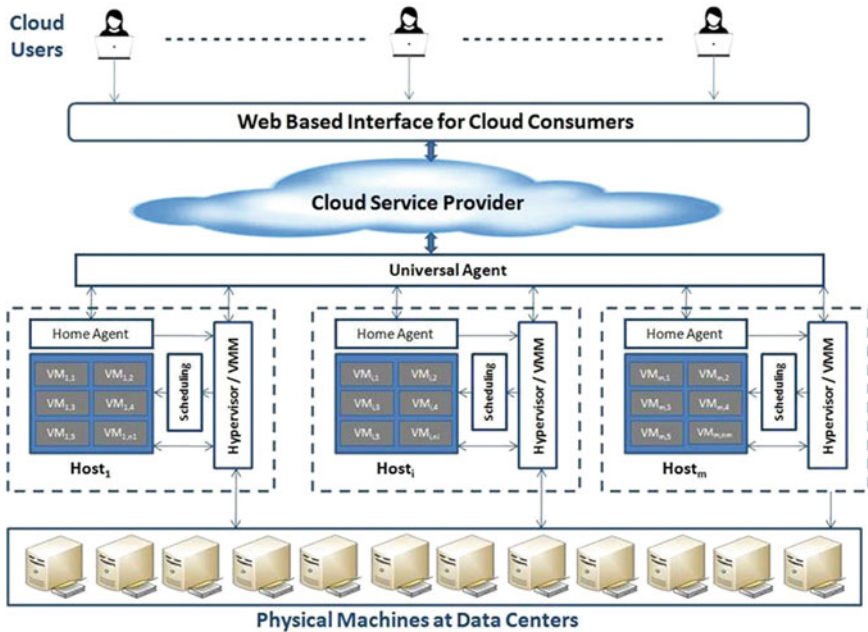 Cloud
Users
Web Based Interface for Cloud Consumers
Cloud Service Provider
Universal Agent
Home Agent
VM1,1 VM1,2
VM1,3 VM1,4
VM1,5 VM1,n1
Scheduling
Hypervisor / VMM
Host1
Home Agent
VMi,1 VMi,2
VMi,3 VMi,4
VMi,5 VMi,ni
Scheduling
Hypervisor / VMM
Hosti
Home Agent
VMm,1 VMm,2
VMm,3 VMm,4
VMm,5 VMm,nm
Scheduling
Hypervisor / VMM
Hostm
Physical Machines at Data Centers